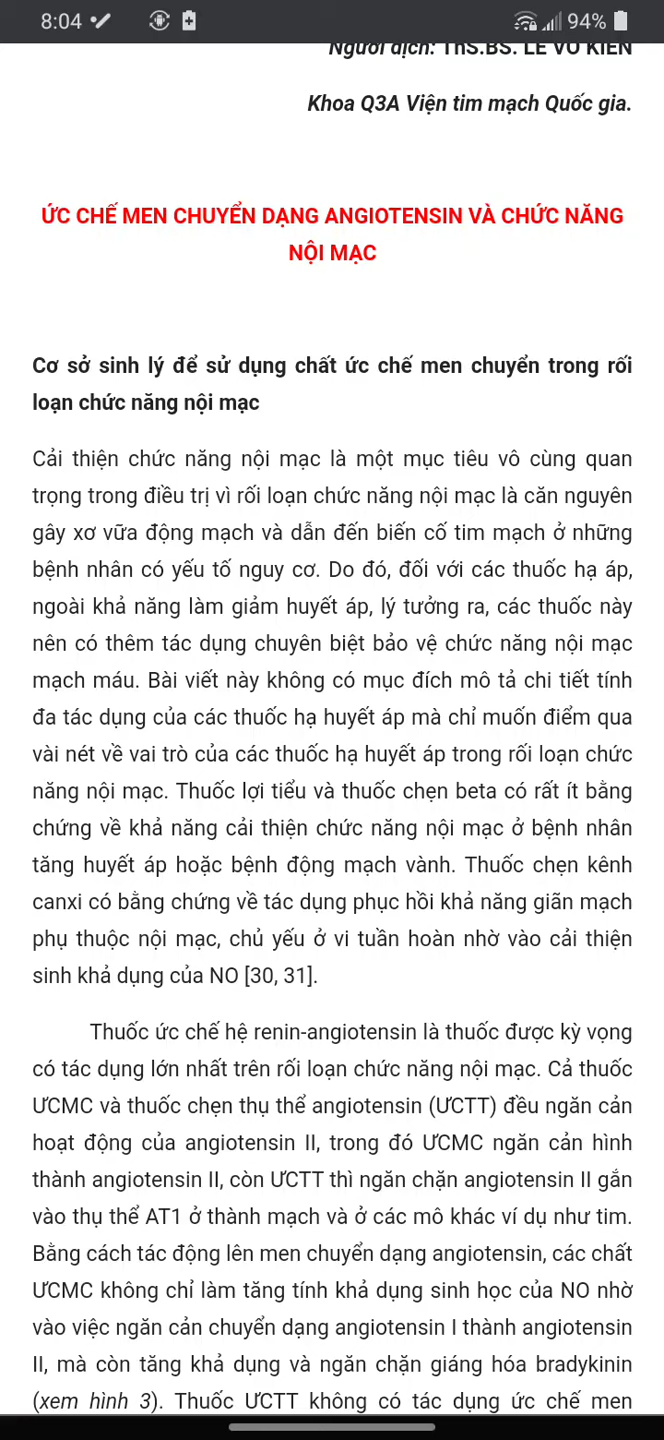 8:04
94%
Người dịch: ThS.BS. LÊ VÕ KIÊN
Khoa Q3A Viện tim mạch Quốc gia.
ỨC CHẾ MEN CHUYỂN DẠNG ANGIOTENSIN VÀ CHỨC NĂNG
NỘI MẠC
Cơ sở sinh lý để sử dụng chất ức chế men chuyển trong rối
loạn chức năng nội mạc
Cải thiện chức năng nội mạc là một mục tiêu vô cùng quan
trọng trong điều trị vì rối loạn chức năng nội mạc là căn nguyên
gây xơ vữa động mạch và dẫn đến biến cố tim mạch ở những
bệnh nhân có yếu tố nguy cơ. Do đó, đối với các thuốc hạ áp,
ngoài khả năng làm giảm huyết áp, lý tưởng ra, các thuốc này
nên có thêm tác dụng chuyên biệt bảo vệ chức năng nội mạc
mạch máu. Bài viết này không có mục đích mô tả chi tiết tính
đa tác dụng của các thuốc hạ huyết áp mà chỉ muốn điểm qua
vài nét về vai trò của các thuốc hạ huyết áp trong rối loạn chức
năng nội mạc. Thuốc lợi tiểu và thuốc chẹn beta có rất ít bằng
chứng về khả năng cải thiện chức năng nội mạc ở bệnh nhân
tăng huyết áp hoặc bệnh động mạch vành. Thuốc chẹn kênh
canxi có bằng chứng về tác dụng phục hồi khả năng giãn mạch
phụ thuộc nội mạc, chủ yếu ở vi tuần hoàn nhờ vào cải thiện
sinh khả dụng của NO [30, 31].
Thuốc ức chế hệ renin-angiotensin là thuốc được kỳ vọng
có tác dụng lớn nhất trên rối loạn chức năng nội mạc. Cả thuốc
ƯCMC và thuốc chẹn thụ thể angiotensin (ƯCTT) đều ngăn cản
hoạt động của angiotensin II, trong đó ƯCMC ngăn cản hình
thành angiotensin II, còn ƯCTT thì ngăn chặn angiotensin II gắn
vào thụ thể AT1 ở thành mạch và ở các mô khác ví dụ như tim.
Bằng cách tác động lên men chuyển dạng angiotensin, các chất
ƯCMC không chỉ làm tăng tính khả dụng sinh học của NO nhờ
vào việc ngăn cản chuyển dạng angiotensin I thành angiotensin
II, mà còn tăng khả dụng và ngăn chặn giáng hóa bradykinin
(xem hình 3). Thuốc ƯCTT không có tác dụng ức chế men